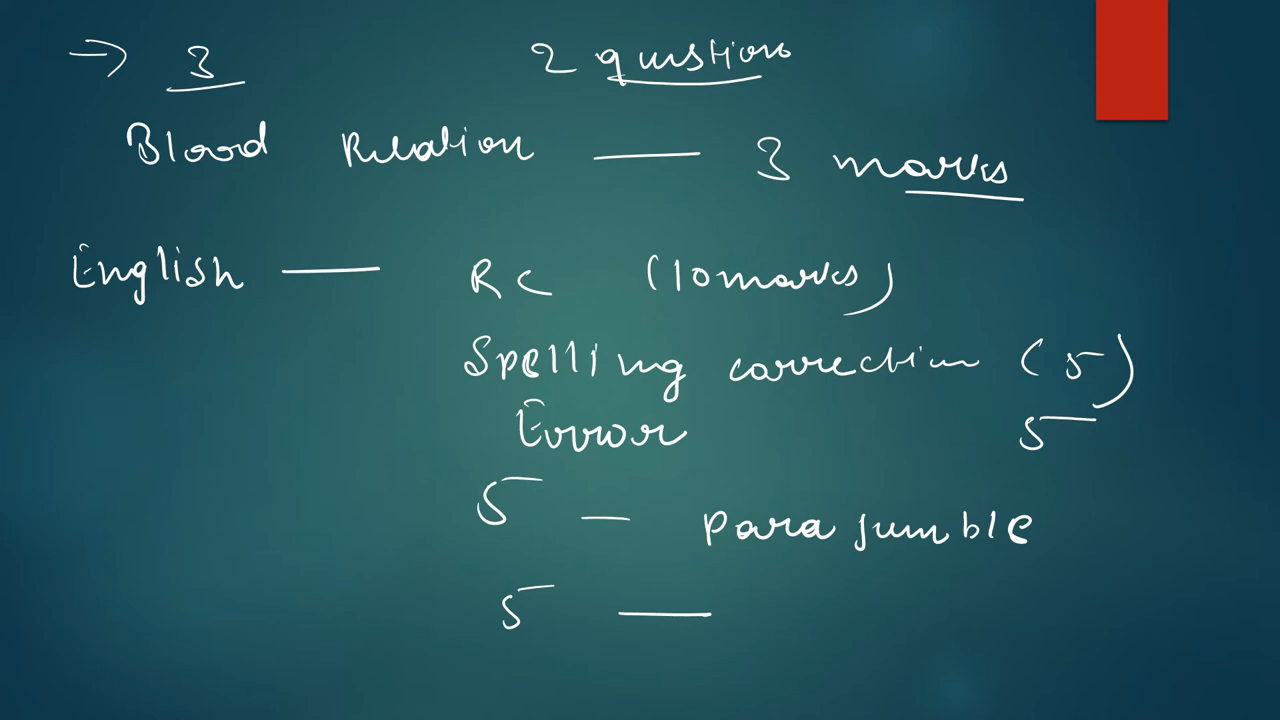 → 3 2 questions
Blood Relation — 3 marks
English — RC (10 marks)
Spelling correction (5)
Error 5
5 — Para jumble
5 —